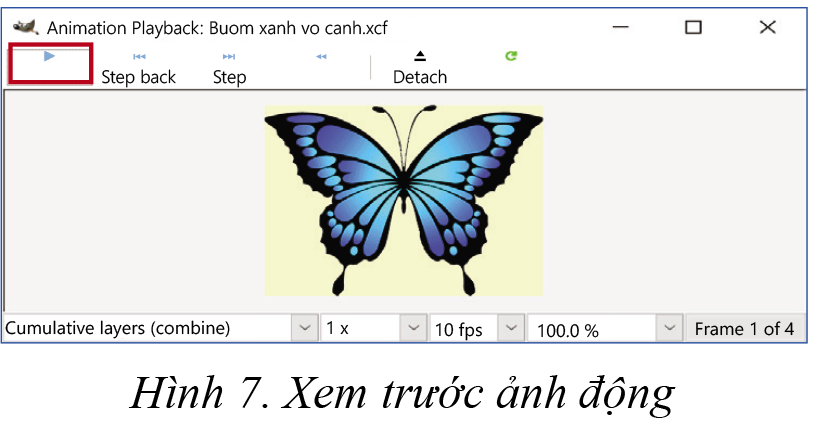 Animation Playback: Buom xanh vo canh.xcf
Step back Step Detach
Cumulative layers (combine) 1 x 10 fps 100.0 % Frame 1 of 4
Hình 7. Xem trước ảnh động